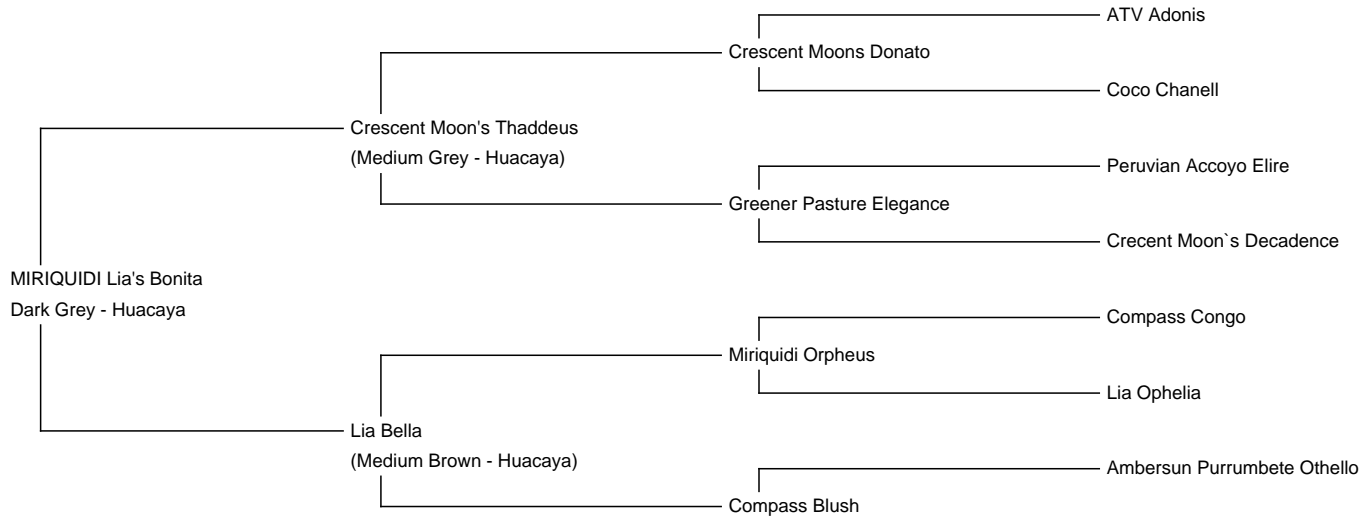 ATV Adonis
Crescent Moons Donato
Coco Chanell
Crescent Moon's Thaddeus
(Medium Grey - Huacaya)
Peruvian Accoyo Elire
Greener Pasture Elegance
Crecent Moon`s Decadence
MIRIQUIDI Lia's Bonita
Dark Grey - Huacaya
Compass Congo
Miriquidi Orpheus
Lia Ophelia
Lia Bella
(Medium Brown - Huacaya)
Ambersun Purrumbete Othello
Compass Blush